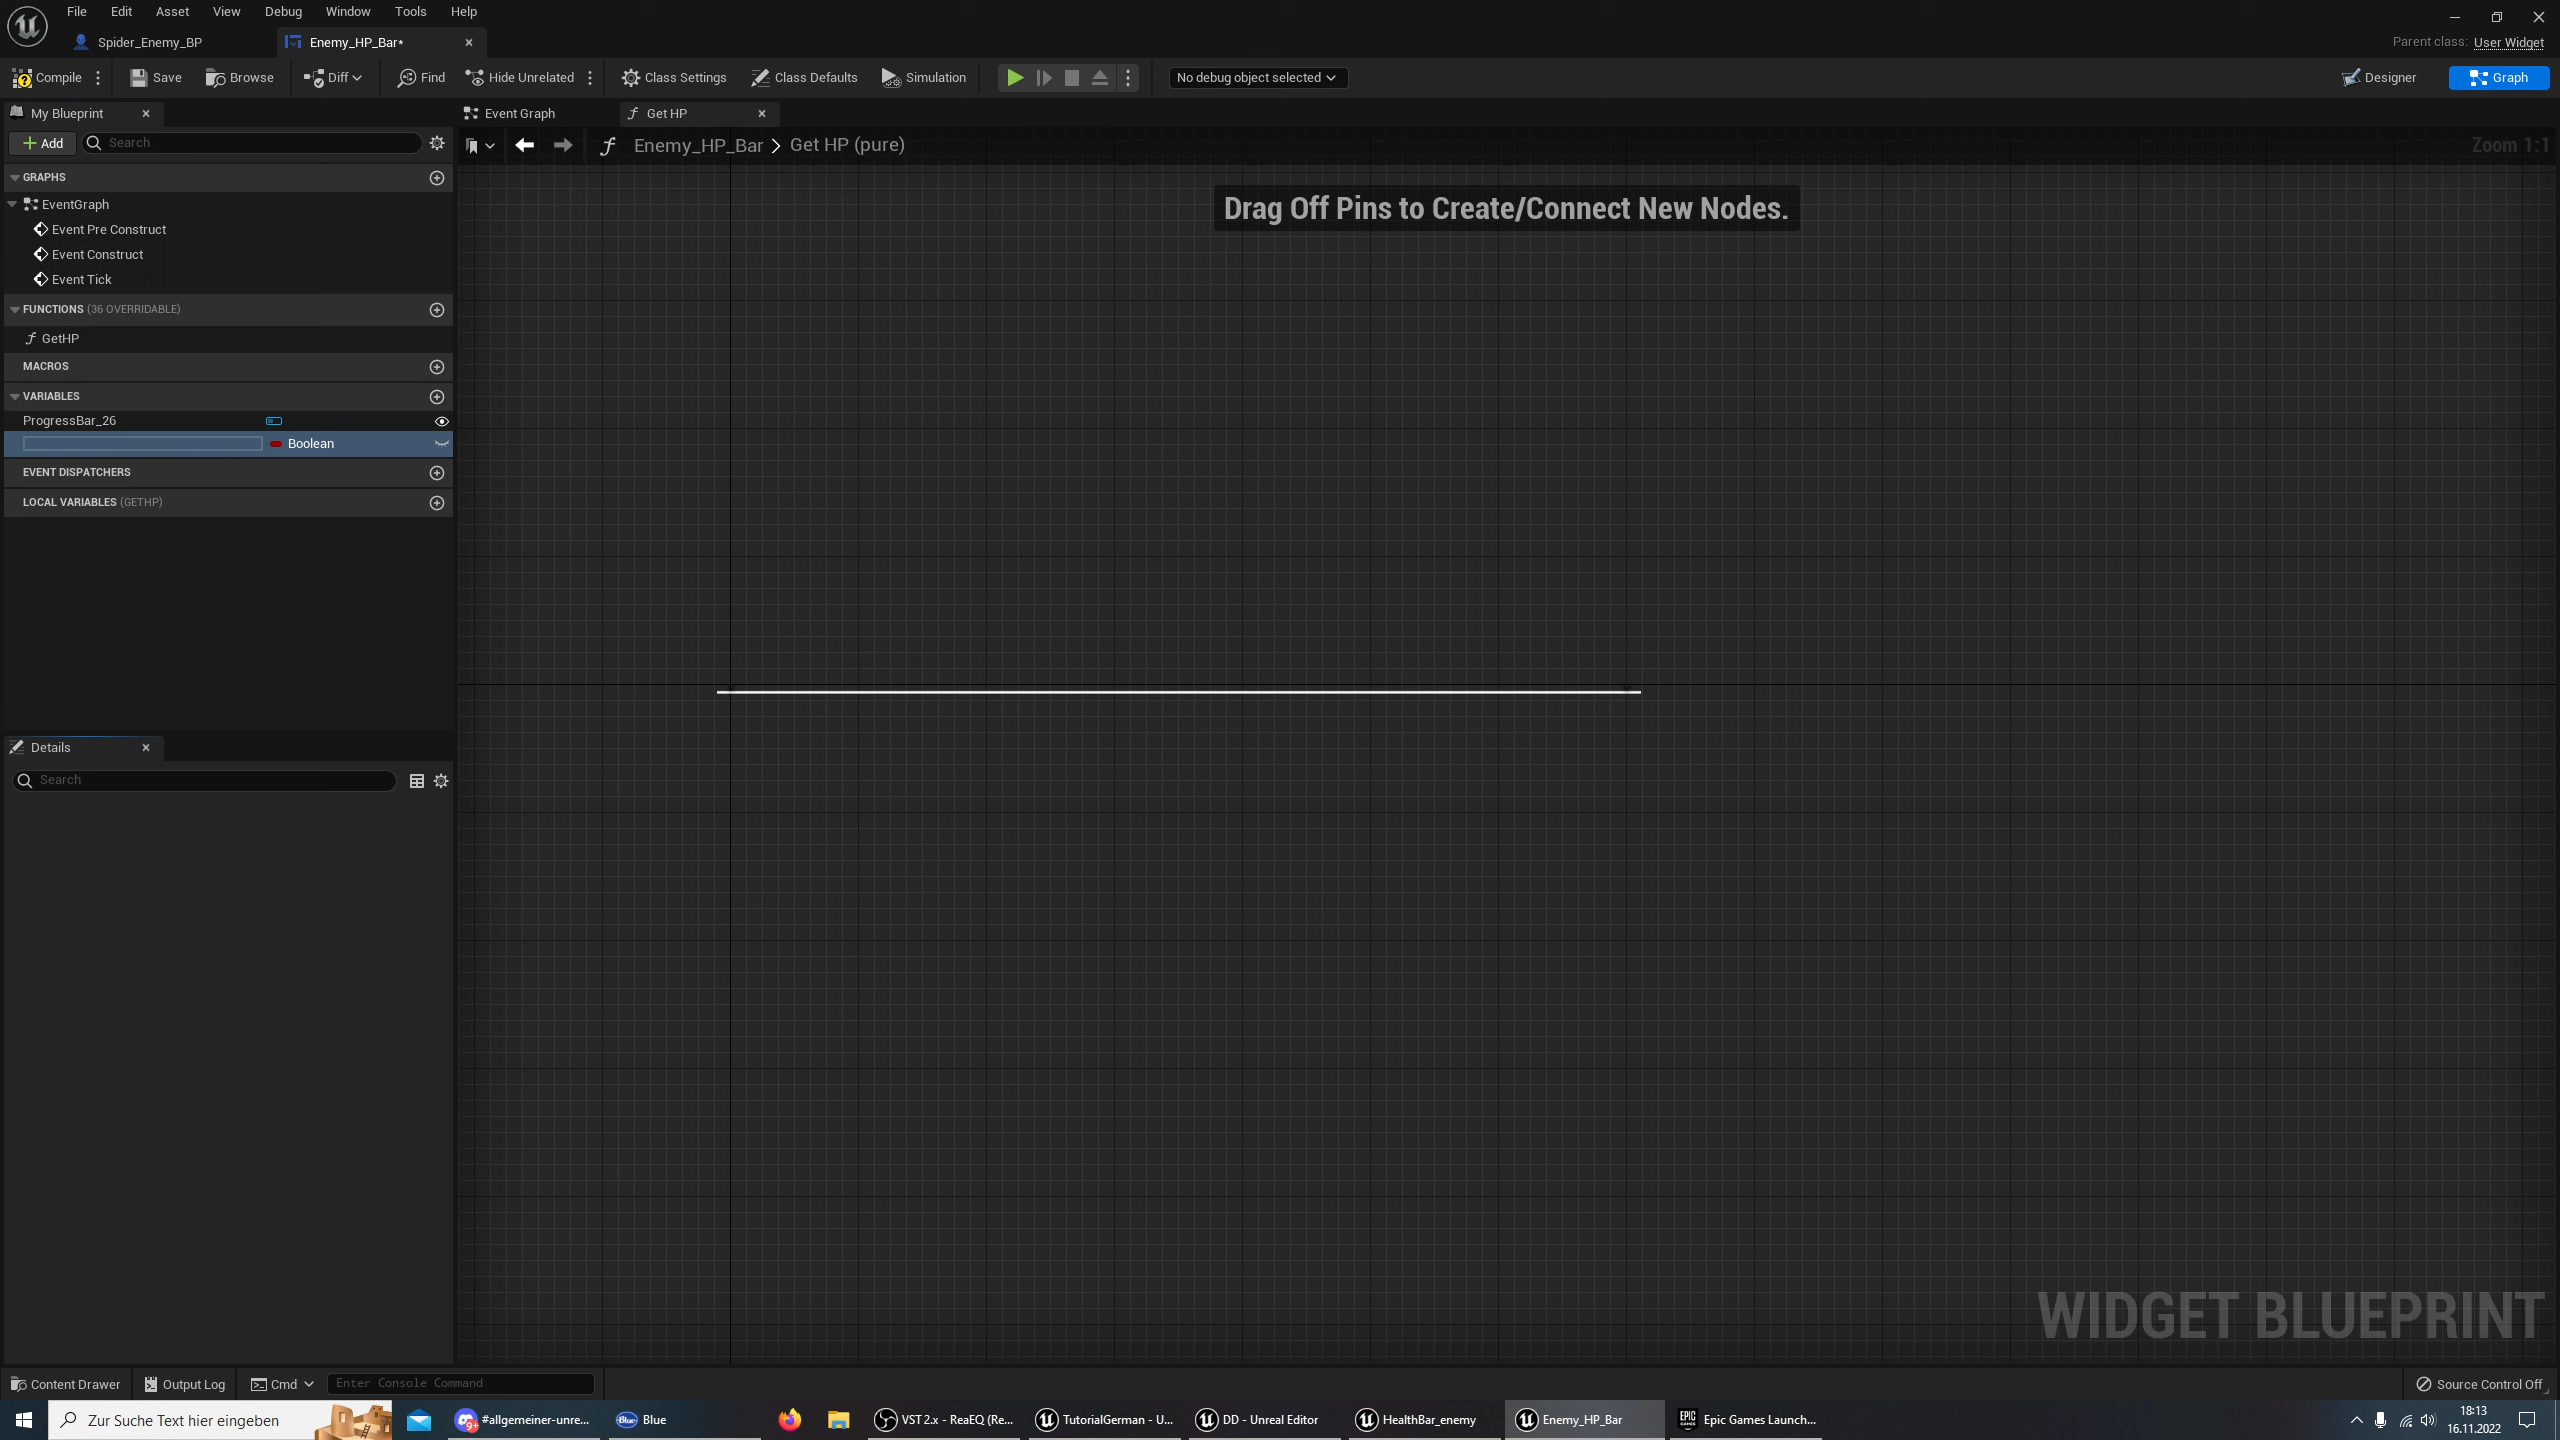 File Edit Asset View Debug Window Tools Help
Spider_Enemy_BP
Enemy_HP_Bar*
Parent class: User Widget
Compile
Save
Browse
Diff
Find
Hide Unrelated
Class Settings
Class Defaults
Simulation
No debug object selected
Designer
Graph
My Blueprint
Event Graph
Get HP
+ Add
Search
Enemy_HP_Bar > Get HP (pure)
Zoom 1:1
GRAPHS
Drag Off Pins to Create/Connect New Nodes.
EventGraph
Event Pre Construct
Event Construct
Event Tick
FUNCTIONS (36 OVERRIDABLE)
GetHP
MACROS
VARIABLES
ProgressBar_26
Boolean
EVENT DISPATCHERS
LOCAL VARIABLES (GETHP)
Details
Search
WIDGET BLUEPRINT
Content Drawer
Output Log
Cmd
Enter Console Command
Source Control Off
Zur Suche Text hier eingeben
9+
#allgemeiner-unre...
Blue
VST 2.x - ReaEQ (Re...
TutorialGerman - U...
DD - Unreal Editor
HealthBar_enemy
Enemy_HP_Bar
EPIC GAMES
Epic Games Launch...
18:13
16.11.2022